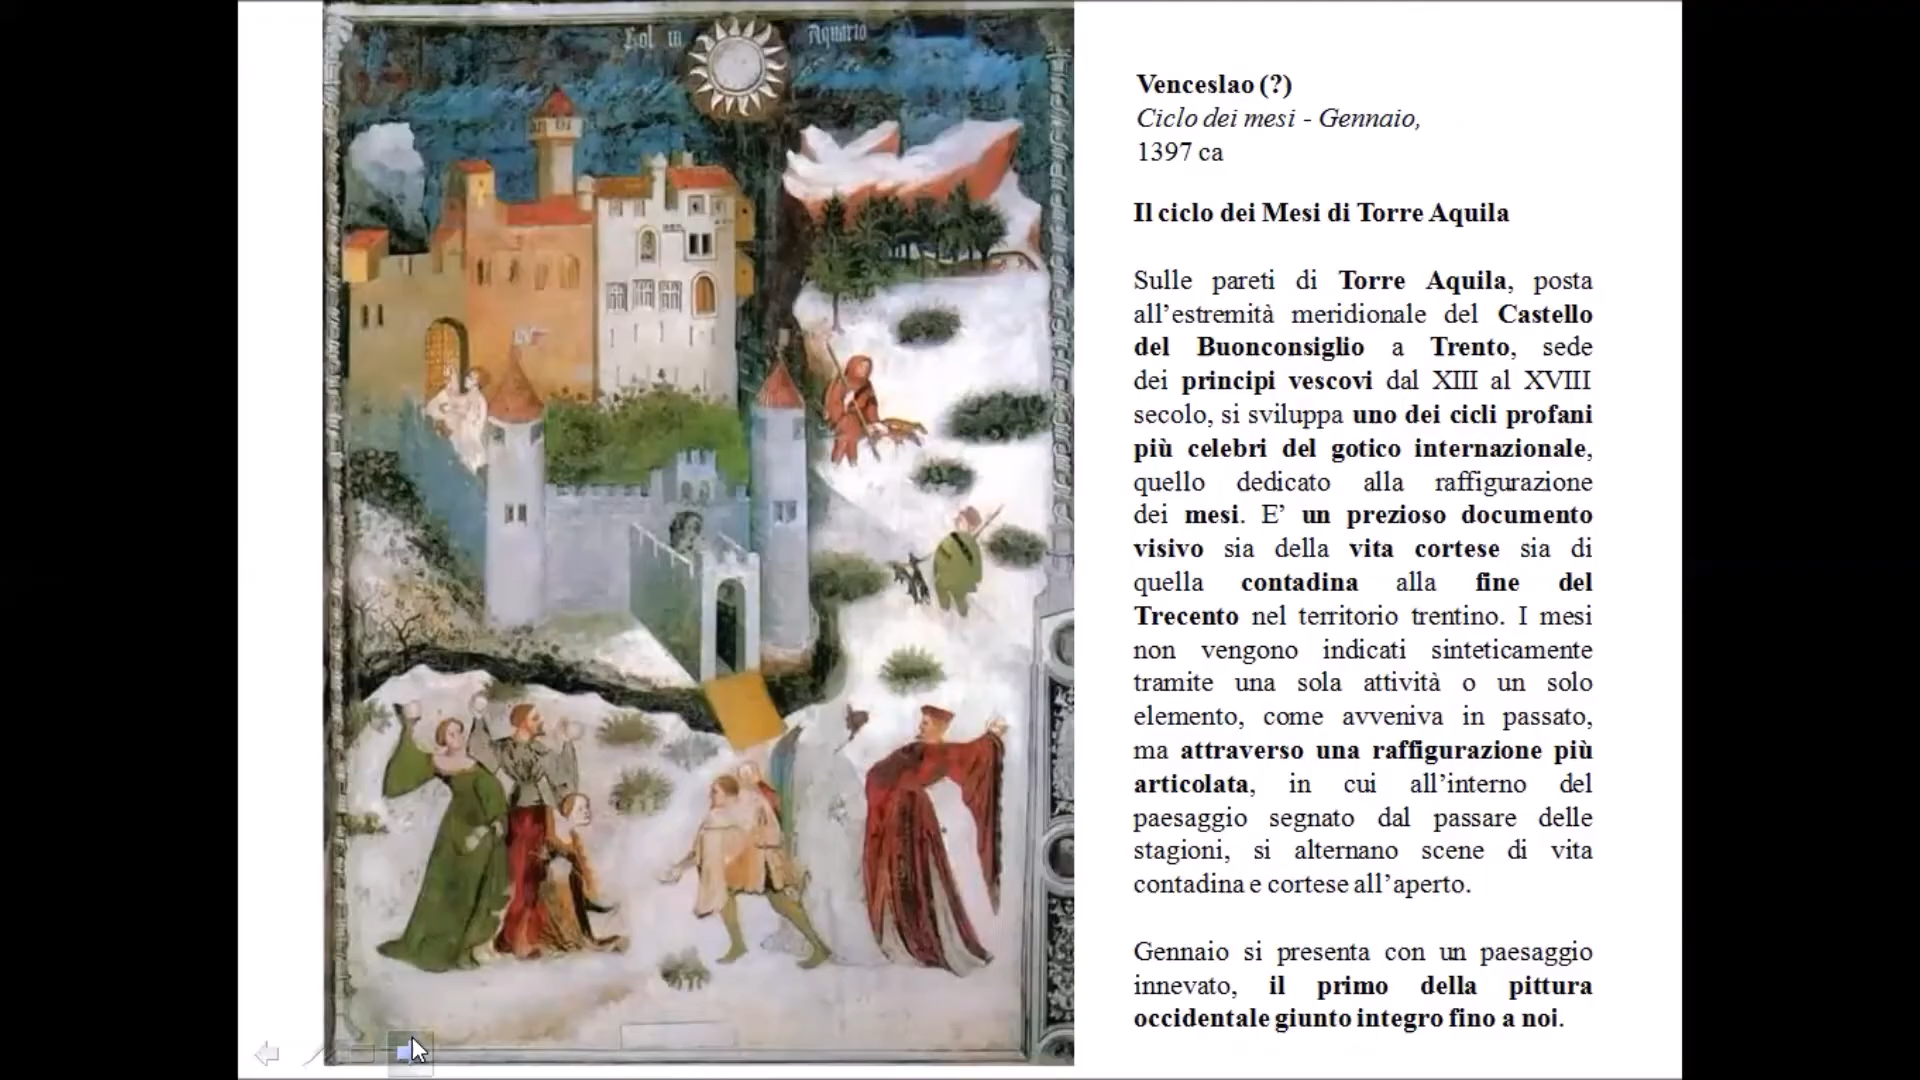 Sol in Aquario
Venceslao (?)
Ciclo dei mesi - Gennaio,
1397 ca
Il ciclo dei Mesi di Torre Aquila
Sulle pareti di Torre Aquila, posta
all’estremità meridionale del Castello
del Buonconsiglio a Trento, sede
dei principi vescovi dal XIII al XVIII
secolo, si sviluppa uno dei cicli profani
più celebri del gotico internazionale,
quello dedicato alla raffigurazione
dei mesi. E’ un prezioso documento
visivo sia della vita cortese sia di
quella contadina alla fine del
Trecento nel territorio trentino. I mesi
non vengono indicati sinteticamente
tramite una sola attività o un solo
elemento, come avveniva in passato,
ma attraverso una raffigurazione più
articolata, in cui all’interno del
paesaggio segnato dal passare delle
stagioni, si alternano scene di vita
contadina e cortese all’aperto.
Gennaio si presenta con un paesaggio
innevato, il primo della pittura
occidentale giunto integro fino a noi.